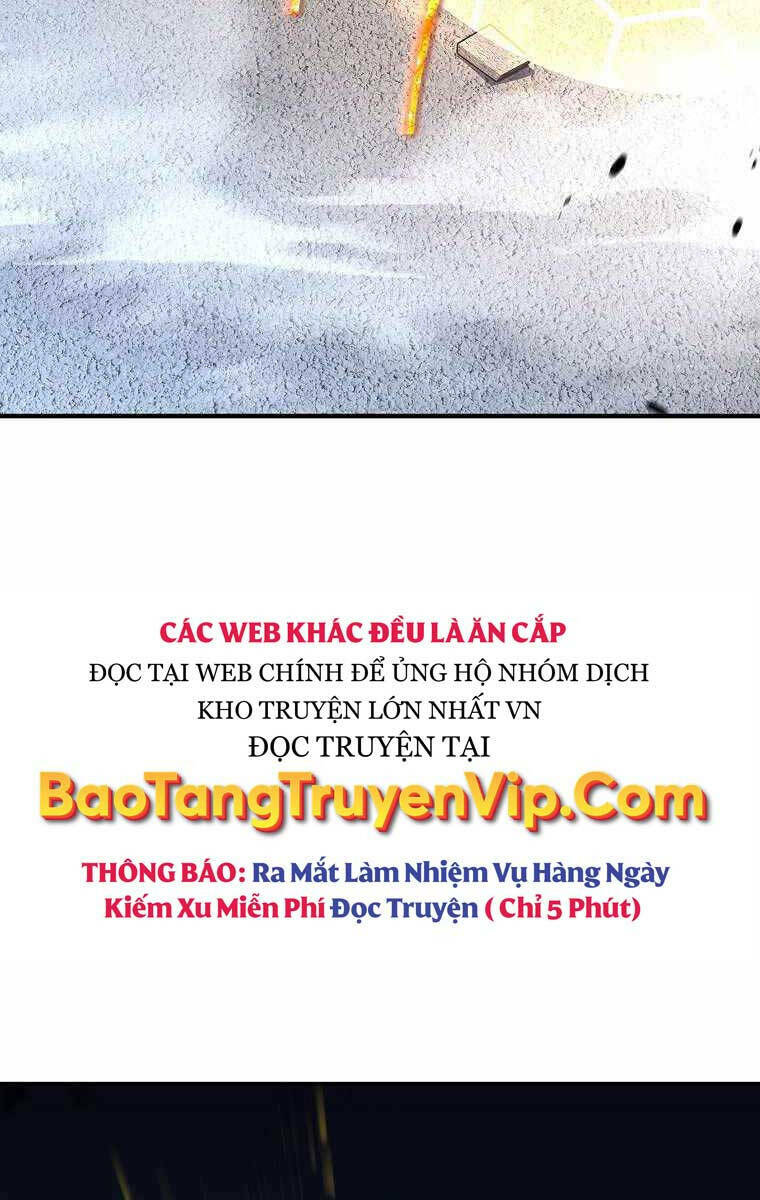 CÁC WEB KHÁC ĐỀU LÀ ĂN CẮP
ĐỌC TẠI WEB CHÍNH ĐỂ ỦNG HỘ NHÓM DỊCH
KHO TRUYỆN LỚN NHẤT VN
ĐỌC TRUYỆN TẠI
BaoTangTruyenVip.Com
THÔNG BÁO: Ra Mắt Làm Nhiệm Vụ Hàng Ngày
Kiếm Xu Miễn Phí Đọc Truyện ( Chỉ 5 Phút)